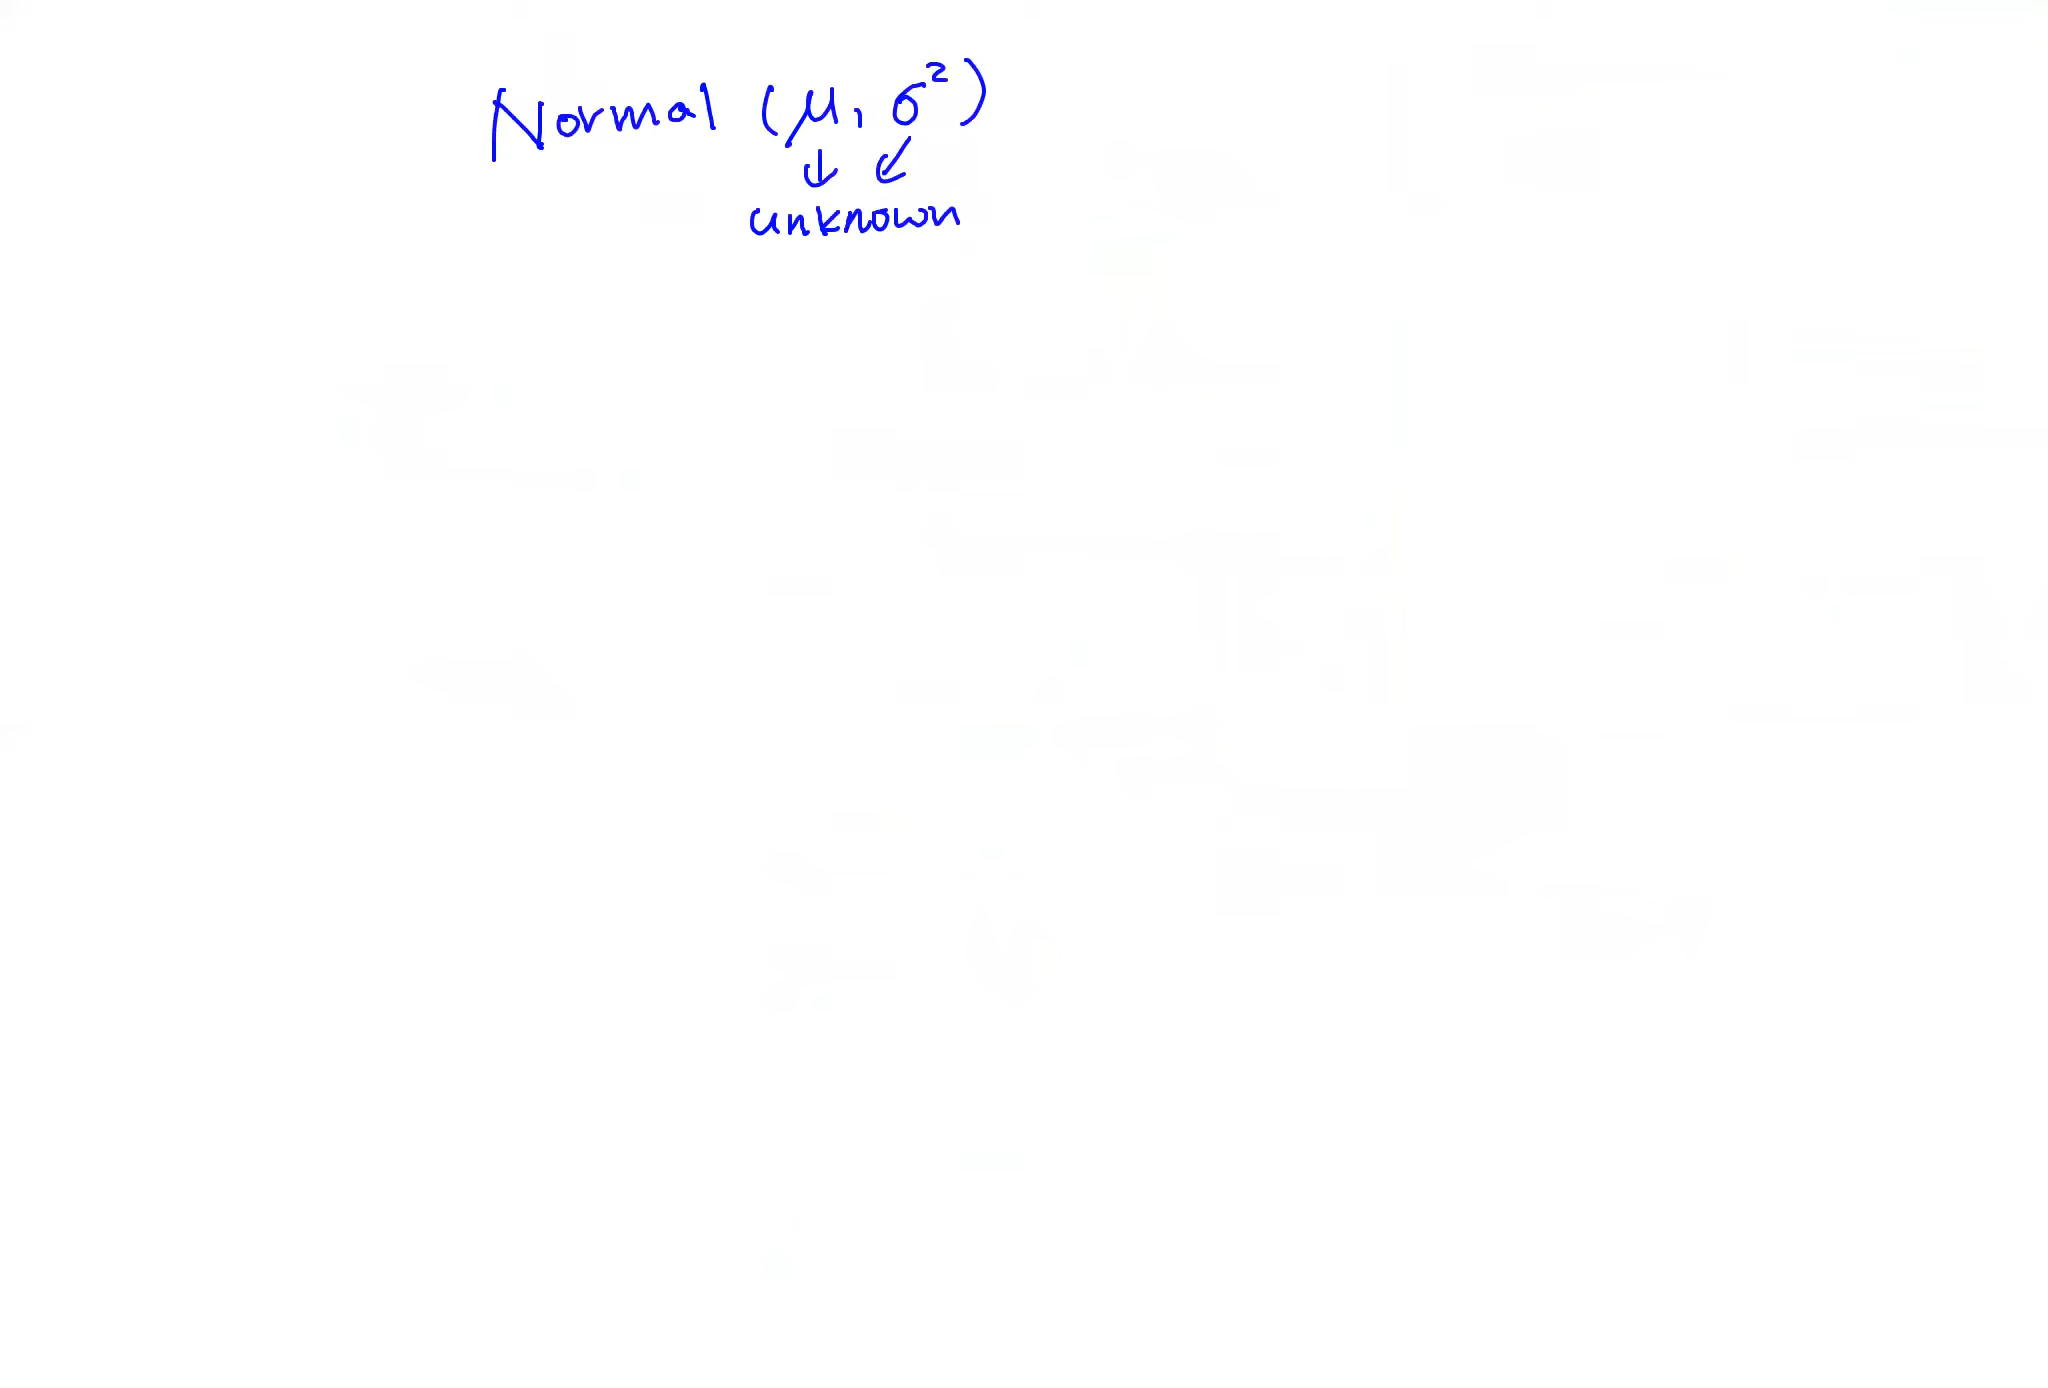 Normal (μ, σ²)
↓ ↙
unknown